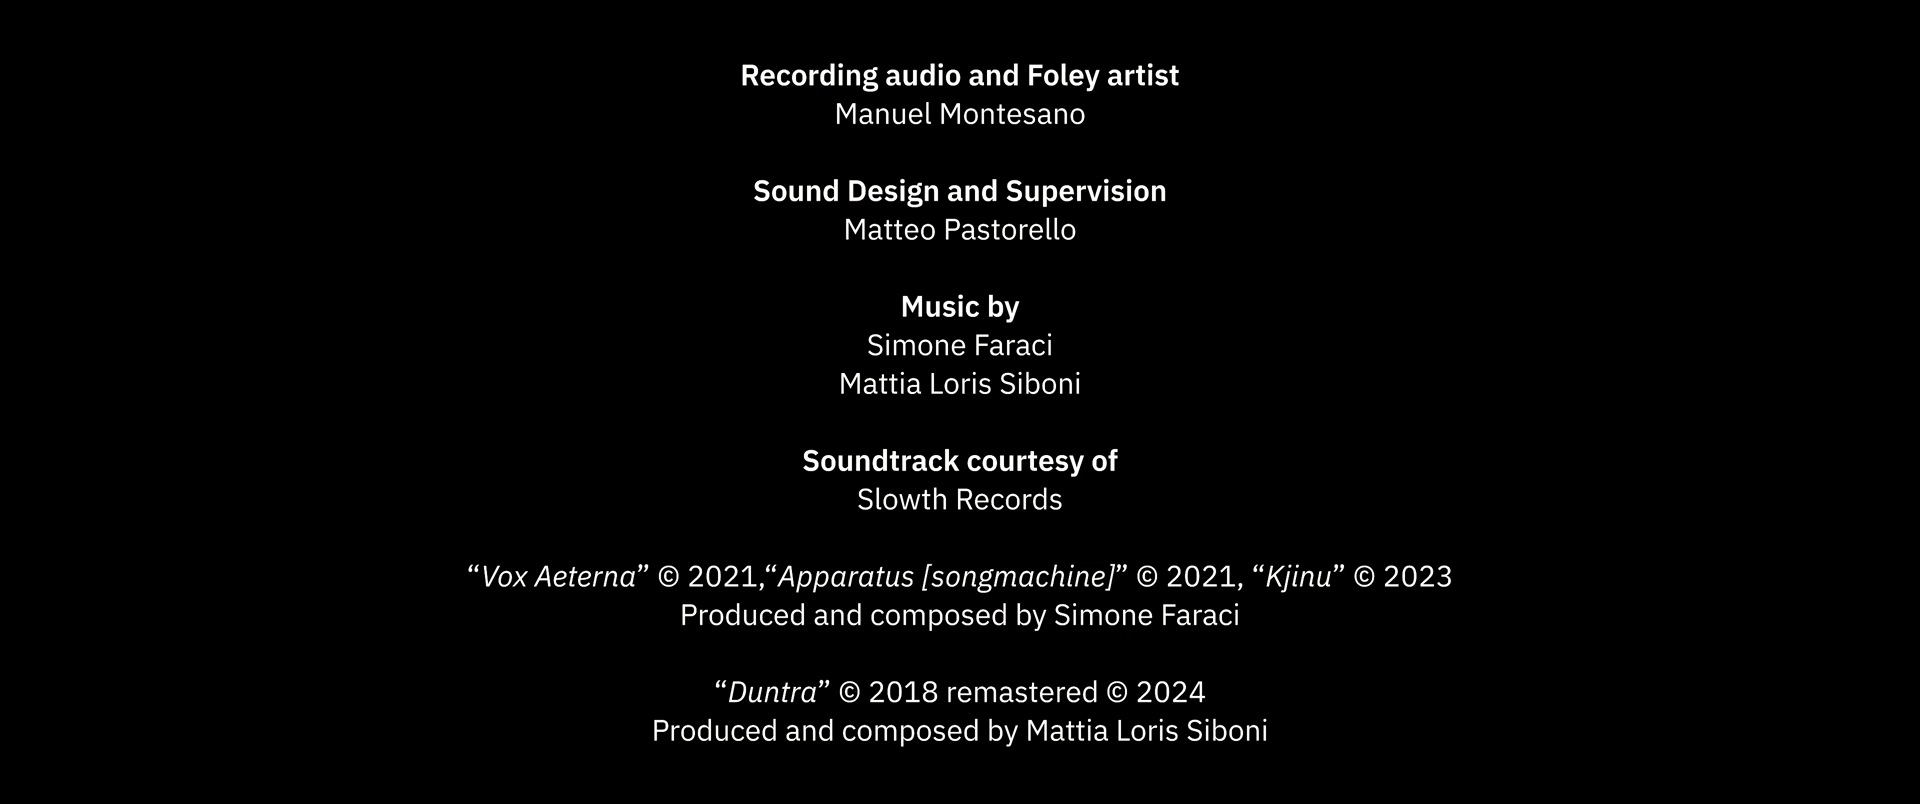 Recording audio and Foley artist
Manuel Montesano
Sound Design and Supervision
Matteo Pastorello
Music by
Simone Faraci
Mattia Loris Siboni
Soundtrack courtesy of
Slowth Records
“Vox Aeterna” © 2021,“Apparatus [songmachine]” © 2021, “Kjinu” © 2023
Produced and composed by Simone Faraci
“Duntra” © 2018 remastered © 2024
Produced and composed by Mattia Loris Siboni